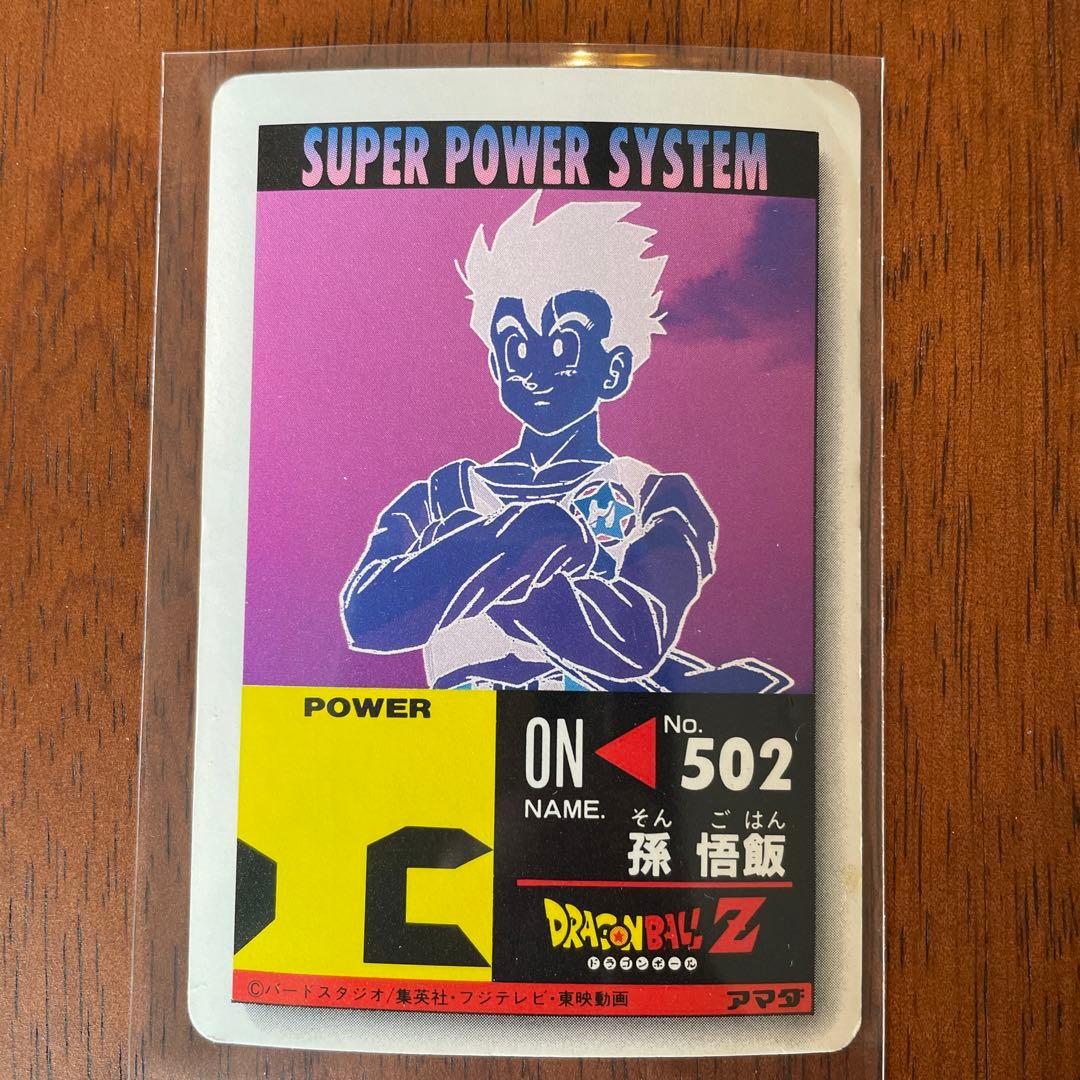 SUPER POWER SYSTEM
POWER
ON
No.
502
NAME.
そん ご はん
孫 悟飯
DRAGON BALL Z
ドラゴンボール
©バードスタジオ/集英社・フジテレビ・東映動画
アマダ